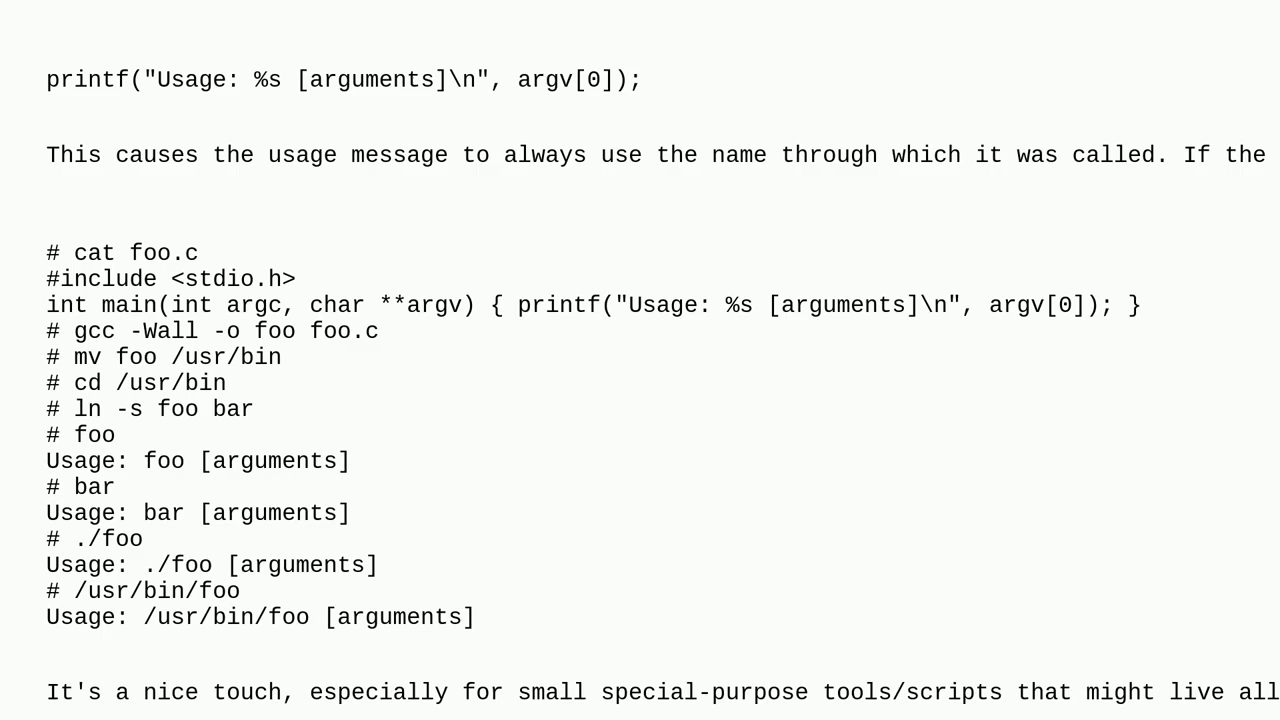 printf("Usage: %s [arguments]\n", argv[0]);
This causes the usage message to always use the name through which it was called. If the
# cat foo.c
#include <stdio.h>
int main(int argc, char **argv) { printf("Usage: %s [arguments]\n", argv[0]); }
# gcc -Wall -o foo foo.c
# mv foo /usr/bin
# cd /usr/bin
# ln -s foo bar
# foo
Usage: foo [arguments]
# bar
Usage: bar [arguments]
# ./foo
Usage: ./foo [arguments]
# /usr/bin/foo
Usage: /usr/bin/foo [arguments]
It's a nice touch, especially for small special-purpose tools/scripts that might live all